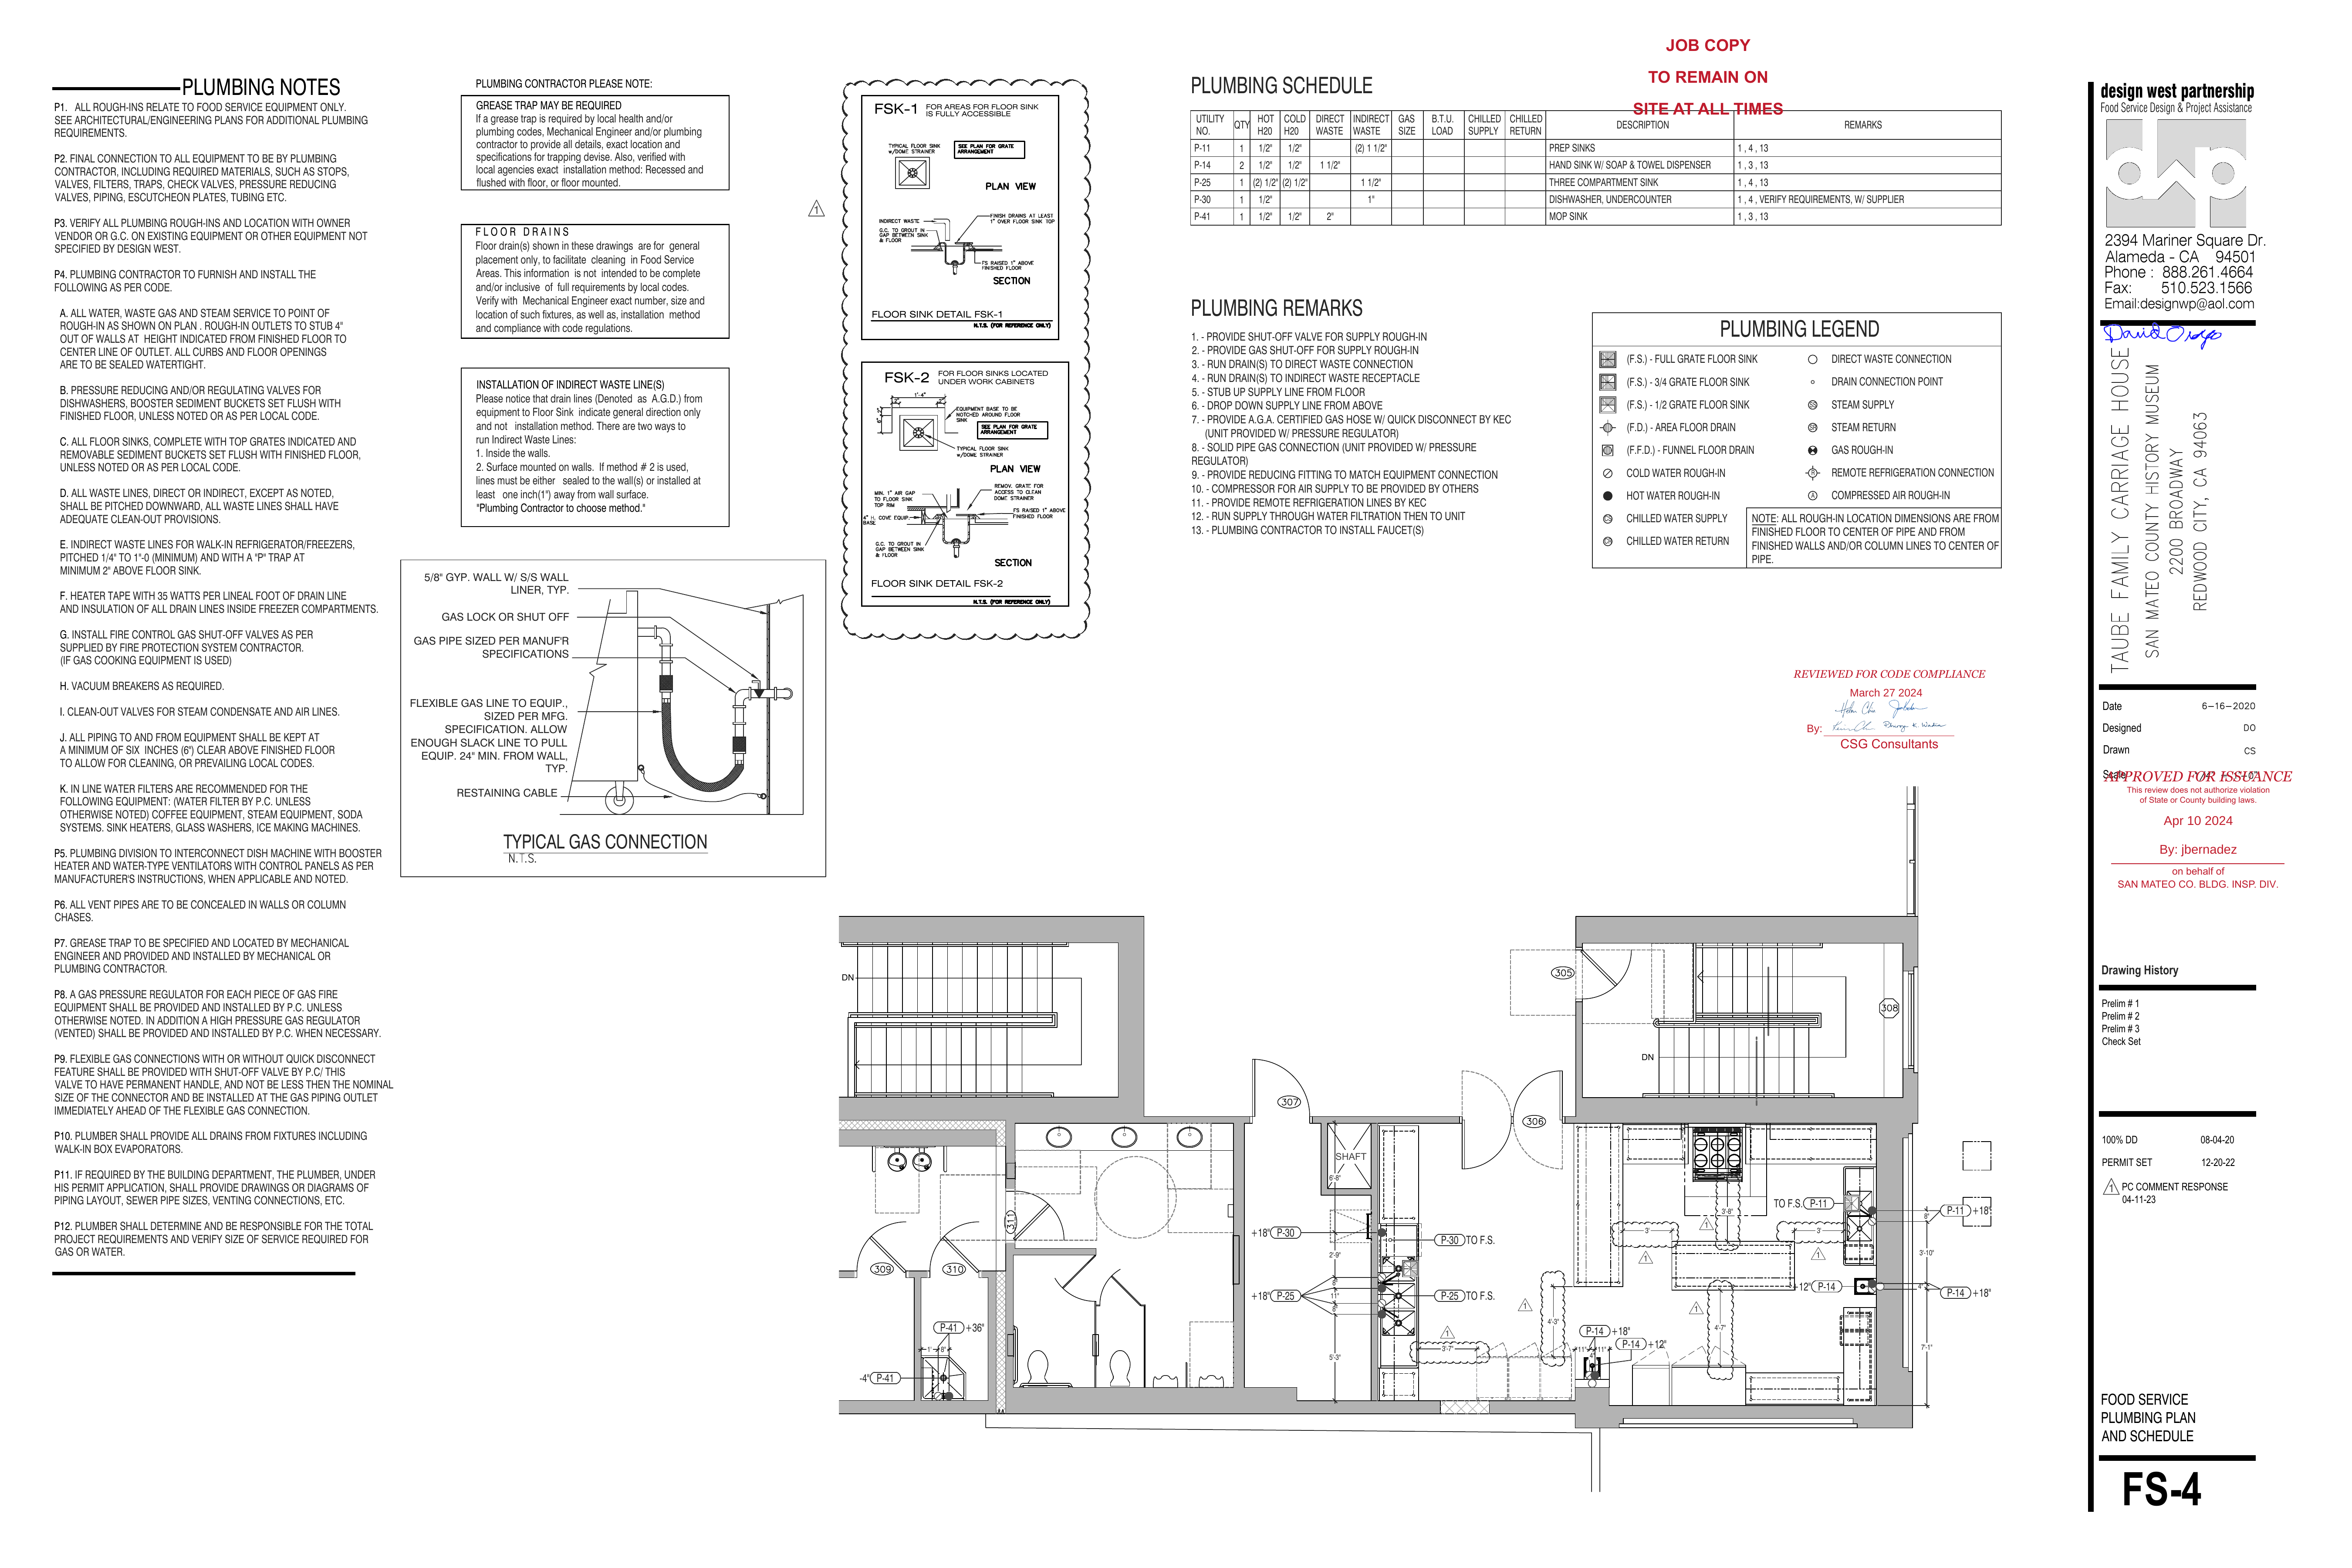 JOB COPY
TO REMAIN ON
SITE AT ALL TIMES
PLUMBING NOTES
P1. ALL ROUGH-INS RELATE TO FOOD SERVICE EQUIPMENT ONLY.
SEE ARCHITECTURAL/ENGINEERING PLANS FOR ADDITIONAL PLUMBING
REQUIREMENTS.
P2. FINAL CONNECTION TO ALL EQUIPMENT TO BE BY PLUMBING
CONTRACTOR, INCLUDING REQUIRED MATERIALS, SUCH AS STOPS,
VALVES, FILTERS, TRAPS, CHECK VALVES, PRESSURE REDUCING
VALVES, PIPING, ESCUTCHEON PLATES, TUBING ETC.
P3. VERIFY ALL PLUMBING ROUGH-INS AND LOCATION WITH OWNER
VENDOR OR G.C. ON EXISTING EQUIPMENT OR OTHER EQUIPMENT NOT
SPECIFIED BY DESIGN WEST.
P4. PLUMBING CONTRACTOR TO FURNISH AND INSTALL THE
FOLLOWING AS PER CODE.
A. ALL WATER, WASTE GAS AND STEAM SERVICE TO POINT OF
ROUGH-IN AS SHOWN ON PLAN . ROUGH-IN OUTLETS TO STUB 4"
OUT OF WALLS AT HEIGHT INDICATED FROM FINISHED FLOOR TO
CENTER LINE OF OUTLET. ALL CURBS AND FLOOR OPENINGS
ARE TO BE SEALED WATERTIGHT.
B. PRESSURE REDUCING AND/OR REGULATING VALVES FOR
DISHWASHERS, BOOSTER SEDIMENT BUCKETS SET FLUSH WITH
FINISHED FLOOR, UNLESS NOTED OR AS PER LOCAL CODE.
C. ALL FLOOR SINKS, COMPLETE WITH TOP GRATES INDICATED AND
REMOVABLE SEDIMENT BUCKETS SET FLUSH WITH FINISHED FLOOR,
UNLESS NOTED OR AS PER LOCAL CODE.
D. ALL WASTE LINES, DIRECT OR INDIRECT, EXCEPT AS NOTED,
SHALL BE PITCHED DOWNWARD, ALL WASTE LINES SHALL HAVE
ADEQUATE CLEAN-OUT PROVISIONS.
E. INDIRECT WASTE LINES FOR WALK-IN REFRIGERATOR/FREEZERS,
PITCHED 1/4" TO 1"-0 (MINIMUM) AND WITH A "P" TRAP AT
MINIMUM 2" ABOVE FLOOR SINK.
F. HEATER TAPE WITH 35 WATTS PER LINEAL FOOT OF DRAIN LINE
AND INSULATION OF ALL DRAIN LINES INSIDE FREEZER COMPARTMENTS.
G. INSTALL FIRE CONTROL GAS SHUT-OFF VALVES AS PER
SUPPLIED BY FIRE PROTECTION SYSTEM CONTRACTOR.
(IF GAS COOKING EQUIPMENT IS USED)
H. VACUUM BREAKERS AS REQUIRED.
I. CLEAN-OUT VALVES FOR STEAM CONDENSATE AND AIR LINES.
J. ALL PIPING TO AND FROM EQUIPMENT SHALL BE KEPT AT
A MINIMUM OF SIX INCHES (6") CLEAR ABOVE FINISHED FLOOR
TO ALLOW FOR CLEANING, OR PREVAILING LOCAL CODES.
K. IN LINE WATER FILTERS ARE RECOMMENDED FOR THE
FOLLOWING EQUIPMENT: (WATER FILTER BY P.C. UNLESS
OTHERWISE NOTED) COFFEE EQUIPMENT, STEAM EQUIPMENT, SODA
SYSTEMS. SINK HEATERS, GLASS WASHERS, ICE MAKING MACHINES.
P5. PLUMBING DIVISION TO INTERCONNECT DISH MACHINE WITH BOOSTER
HEATER AND WATER-TYPE VENTILATORS WITH CONTROL PANELS AS PER
MANUFACTURER'S INSTRUCTIONS, WHEN APPLICABLE AND NOTED.
P6. ALL VENT PIPES ARE TO BE CONCEALED IN WALLS OR COLUMN
CHASES.
P7. GREASE TRAP TO BE SPECIFIED AND LOCATED BY MECHANICAL
ENGINEER AND PROVIDED AND INSTALLED BY MECHANICAL OR
PLUMBING CONTRACTOR.
P8. A GAS PRESSURE REGULATOR FOR EACH PIECE OF GAS FIRE
EQUIPMENT SHALL BE PROVIDED AND INSTALLED BY P.C. UNLESS
OTHERWISE NOTED. IN ADDITION A HIGH PRESSURE GAS REGULATOR
(VENTED) SHALL BE PROVIDED AND INSTALLED BY P.C. WHEN NECESSARY.
P9. FLEXIBLE GAS CONNECTIONS WITH OR WITHOUT QUICK DISCONNECT
FEATURE SHALL BE PROVIDED WITH SHUT-OFF VALVE BY P.C/ THIS
VALVE TO HAVE PERMANENT HANDLE, AND NOT BE LESS THEN THE NOMINAL
SIZE OF THE CONNECTOR AND BE INSTALLED AT THE GAS PIPING OUTLET
IMMEDIATELY AHEAD OF THE FLEXIBLE GAS CONNECTION.
P10. PLUMBER SHALL PROVIDE ALL DRAINS FROM FIXTURES INCLUDING
WALK-IN BOX EVAPORATORS.
P11. IF REQUIRED BY THE BUILDING DEPARTMENT, THE PLUMBER, UNDER
HIS PERMIT APPLICATION, SHALL PROVIDE DRAWINGS OR DIAGRAMS OF
PIPING LAYOUT, SEWER PIPE SIZES, VENTING CONNECTIONS, ETC.
P12. PLUMBER SHALL DETERMINE AND BE RESPONSIBLE FOR THE TOTAL
PROJECT REQUIREMENTS AND VERIFY SIZE OF SERVICE REQUIRED FOR
GAS OR WATER.
PLUMBING CONTRACTOR PLEASE NOTE:
GREASE TRAP MAY BE REQUIRED
If a grease trap is required by local health and/or
plumbing codes, Mechanical Engineer and/or plumbing
contractor to provide all details, exact location and
specifications for trapping devise. Also, verified with
local agencies exact installation method: Recessed and
flushed with floor, or floor mounted.
FLOOR DRAINS
Floor drain(s) shown in these drawings are for general
placement only, to facilitate cleaning in Food Service
Areas. This information is not intended to be complete
and/or inclusive of full requirements by local codes.
Verify with Mechanical Engineer exact number, size and
location of such fixtures, as well as, installation method
and compliance with code regulations.
INSTALLATION OF INDIRECT WASTE LINE(S)
Please notice that drain lines (Denoted as A.G.D.) from
equipment to Floor Sink indicate general direction only
and not installation method. There are two ways to
run Indirect Waste Lines:
1. Inside the walls.
2. Surface mounted on walls. If method # 2 is used,
lines must be either sealed to the wall(s) or installed at
least one inch(1") away from wall surface.
"Plumbing Contractor to choose method."
5/8" GYP. WALL W/ S/S WALL
LINER, TYP.
GAS LOCK OR SHUT OFF
GAS PIPE SIZED PER MANUF'R
SPECIFICATIONS
FLEXIBLE GAS LINE TO EQUIP.,
SIZED PER MFG.
SPECIFICATION. ALLOW
ENOUGH SLACK LINE TO PULL
EQUIP. 24" MIN. FROM WALL,
TYP.
RESTAINING CABLE
TYPICAL GAS CONNECTION
N.T.S.
1
FSK-1 FOR AREAS FOR FLOOR SINK
IS FULLY ACCESSIBLE
TYPICAL FLOOR SINK
w/DOME STRAINER
SEE PLAN FOR GRATE
ARRANGEMENT
PLAN VIEW
INDIRECT WASTE
FINISH DRAINS AT LEAST
1" OVER FLOOR SINK TOP
G.C. TO GROUT IN
GAP BETWEEN SINK
& FLOOR
FS RAISED 1" ABOVE
FINISHED FLOOR
SECTION
FLOOR SINK DETAIL FSK-1
N.T.S. (FOR REFERENCE ONLY)
FSK-2 FOR FLOOR SINKS LOCATED
UNDER WORK CABINETS
1'-4"
EQUIPMENT BASE TO BE
NOTCHED AROUND FLOOR
SINK
SEE PLAN FOR GRATE
ARRANGEMENT
TYPICAL FLOOR SINK
w/DOME STRAINER
PLAN VIEW
MIN. 1" AIR GAP
TO FLOOR SINK
TOP RIM
REMOV. GRATE FOR
ACCESS TO CLEAN
DOME STRAINER
4" H. COVE EQUIP.
BASE
FS RAISED 1" ABOVE
FINISHED FLOOR
G.C. TO GROUT IN
GAP BETWEEN SINK
& FLOOR
SECTION
FLOOR SINK DETAIL FSK-2
N.T.S. (FOR REFERENCE ONLY)
PLUMBING SCHEDULE
UTILITY NO. QTY HOT H20 COLD H20 DIRECT WASTE INDIRECT WASTE GAS SIZE B.T.U. LOAD CHILLED SUPPLY CHILLED RETURN DESCRIPTION REMARKS
P-11 1 1/2" 1/2" (2) 1 1/2" PREP SINKS 1 , 4 , 13
P-14 2 1/2" 1/2" 1 1/2" HAND SINK W/ SOAP & TOWEL DISPENSER 1 , 3 , 13
P-25 1 (2) 1/2" (2) 1/2" 1 1/2" THREE COMPARTMENT SINK 1 , 4 , 13
P-30 1 1/2" 1" DISHWASHER, UNDERCOUNTER 1 , 4 , VERIFY REQUIREMENTS, W/ SUPPLIER
P-41 1 1/2" 1/2" 2" MOP SINK 1 , 3 , 13
PLUMBING REMARKS
1. - PROVIDE SHUT-OFF VALVE FOR SUPPLY ROUGH-IN
2. - PROVIDE GAS SHUT-OFF FOR SUPPLY ROUGH-IN
3. - RUN DRAIN(S) TO DIRECT WASTE CONNECTION
4. - RUN DRAIN(S) TO INDIRECT WASTE RECEPTACLE
5. - STUB UP SUPPLY LINE FROM FLOOR
6. - DROP DOWN SUPPLY LINE FROM ABOVE
7. - PROVIDE A.G.A. CERTIFIED GAS HOSE W/ QUICK DISCONNECT BY KEC
(UNIT PROVIDED W/ PRESSURE REGULATOR)
8. - SOLID PIPE GAS CONNECTION (UNIT PROVIDED W/ PRESSURE
REGULATOR)
9. - PROVIDE REDUCING FITTING TO MATCH EQUIPMENT CONNECTION
10. - COMPRESSOR FOR AIR SUPPLY TO BE PROVIDED BY OTHERS
11. - PROVIDE REMOTE REFRIGERATION LINES BY KEC
12. - RUN SUPPLY THROUGH WATER FILTRATION THEN TO UNIT
13. - PLUMBING CONTRACTOR TO INSTALL FAUCET(S)
PLUMBING LEGEND
(F.S.) - FULL GRATE FLOOR SINK
(F.S.) - 3/4 GRATE FLOOR SINK
(F.S.) - 1/2 GRATE FLOOR SINK
(F.D.) - AREA FLOOR DRAIN
(F.F.D.) - FUNNEL FLOOR DRAIN
COLD WATER ROUGH-IN
HOT WATER ROUGH-IN
CHILLED WATER SUPPLY
CHILLED WATER RETURN
DIRECT WASTE CONNECTION
DRAIN CONNECTION POINT
STEAM SUPPLY
STEAM RETURN
GAS ROUGH-IN
REMOTE REFRIGERATION CONNECTION
COMPRESSED AIR ROUGH-IN
NOTE: ALL ROUGH-IN LOCATION DIMENSIONS ARE FROM
FINISHED FLOOR TO CENTER OF PIPE AND FROM
FINISHED WALLS AND/OR COLUMN LINES TO CENTER OF
PIPE.
REVIEWED FOR CODE COMPLIANCE
March 27 2024
By:
CSG Consultants
DN
DN
305
308
307
306
SHAFT
6'-8"
311
309
310
P-41 +36"
1' 8"
-4" P-41
+18" P-30
P-30 TO F.S.
2'-9"
+18" P-25
11"
P-25 TO F.S.
5'-3"
1
3'-7"
1
4'-3"
P-14 +18"
P-14 +12"
11" 11"
4"
1
3'
1
3'-8"
1
3'
1
4'-7"
TO F.S. P-11
P-11 +18"
3'-10"
+12" P-14
4"
P-14 +18"
7'-1"
design west partnership
Food Service Design & Project Assistance
dwp
2394 Mariner Square Dr.
Alameda - CA 94501
Phone : 888.261.4664
Fax: 510.523.1566
Email:designwp@aol.com
TAUBE FAMILY CARRIAGE HOUSE
SAN MATEO COUNTY HISTORY MUSEUM
2200 BROADWAY
REDWOOD CITY, CA 94063
Date 6-16-2020
Designed DO
Drawn CS
Scale
APPROVED FOR ISSUANCE
This review does not authorize violation
of State or County building laws.
Apr 10 2024
By: jbernadez
on behalf of
SAN MATEO CO. BLDG. INSP. DIV.
Drawing History
Prelim # 1
Prelim # 2
Prelim # 3
Check Set
100% DD 08-04-20
PERMIT SET 12-20-22
1 PC COMMENT RESPONSE
04-11-23
FOOD SERVICE
PLUMBING PLAN
AND SCHEDULE
FS-4